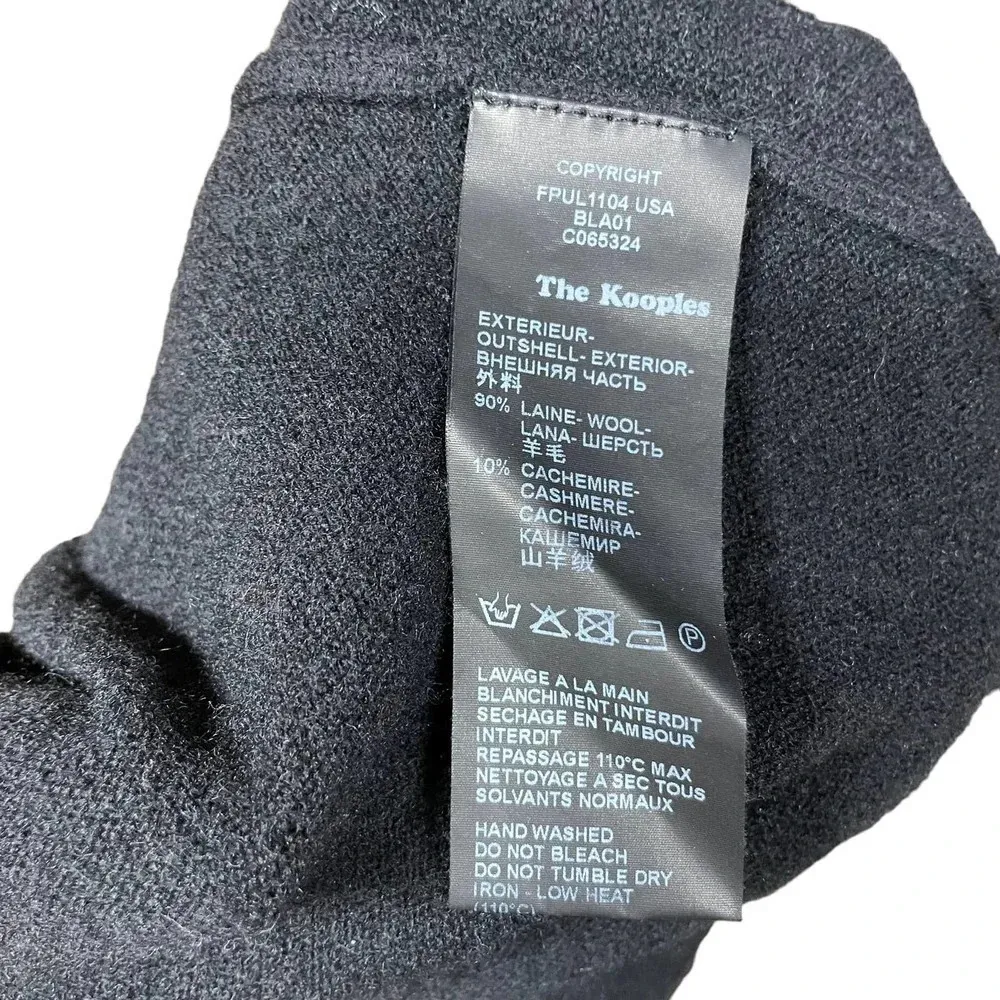 COPYRIGHT
FPUL1104 USA
BLA01
C065324
The Kooples
EXTERIEUR-
OUTSHELL- EXTERIOR-
ВНЕШНЯЯ ЧАСТЬ
外料
90% LAINE- WOOL-
LANA- ШЕРСТЬ
羊毛
10% CACHEMIRE-
CASHMERE-
CACHEMIRA-
КАШЕМИР
山羊绒
P
LAVAGE A LA MAIN
BLANCHIMENT INTERDIT
SECHAGE EN TAMBOUR
INTERDIT
REPASSAGE 110°C MAX
NETTOYAGE A SEC TOUS
SOLVANTS NORMAUX
HAND WASHED
DO NOT BLEACH
DO NOT TUMBLE DRY
IRON - LOW HEAT
(110°C)